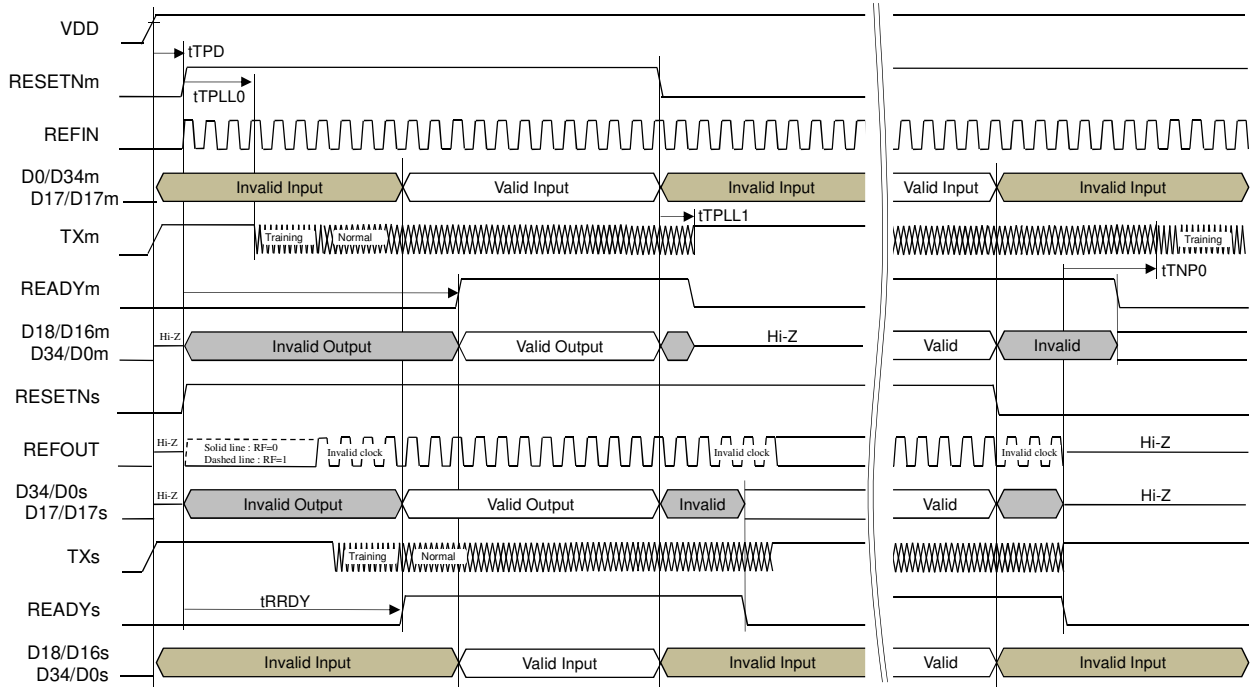 VDD
tTPD
RESETNm
tTPLL0
REFIN
D0/D34m
D17/D17m
Invalid Input
Valid Input
Invalid Input
Valid Input
Invalid Input
tTPLL1
TXm
Training
Normal
Training
tTNP0
READYm
D18/D16m
D34/D0m
Hi-Z
Invalid Output
Valid Output
Hi-Z
Valid
Invalid
RESETNs
REFOUT
Hi-Z
Solid line : RF=0
Dashed line : RF=1
Invalid clock
Invalid clock
Invalid clock
Hi-Z
D34/D0s
D17/D17s
Hi-Z
Invalid Output
Valid Output
Invalid
Valid
Hi-Z
TXs
Training
Normal
READYs
tRRDY
D18/D16s
D34/D0s
Invalid Input
Valid Input
Invalid Input
Valid
Invalid Input